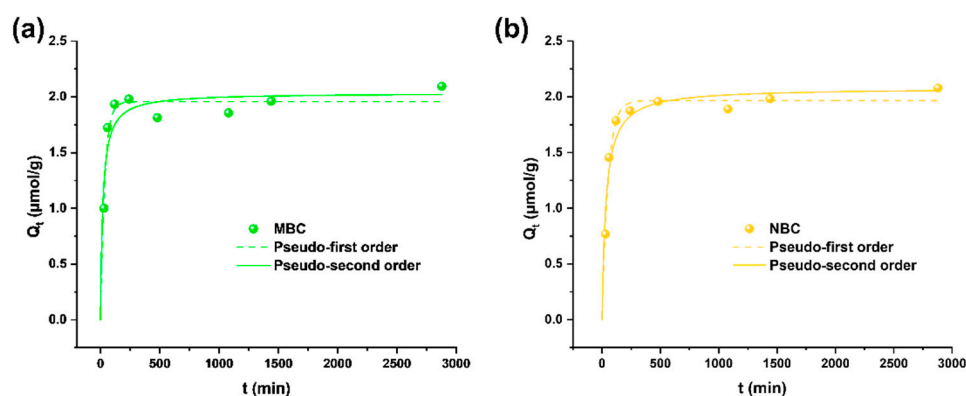 (a)
2.5
2.0
1.5
1.0
0.5
0.0
Qt (μmol/g)
MBC
Pseudo-first order
Pseudo-second order
0 500 1000 1500 2000 2500 3000
t (min)
(b)
2.5
2.0
1.5
1.0
0.5
0.0
Qt (μmol/g)
NBC
Pseudo-first order
Pseudo-second order
0 500 1000 1500 2000 2500 3000
t (min)